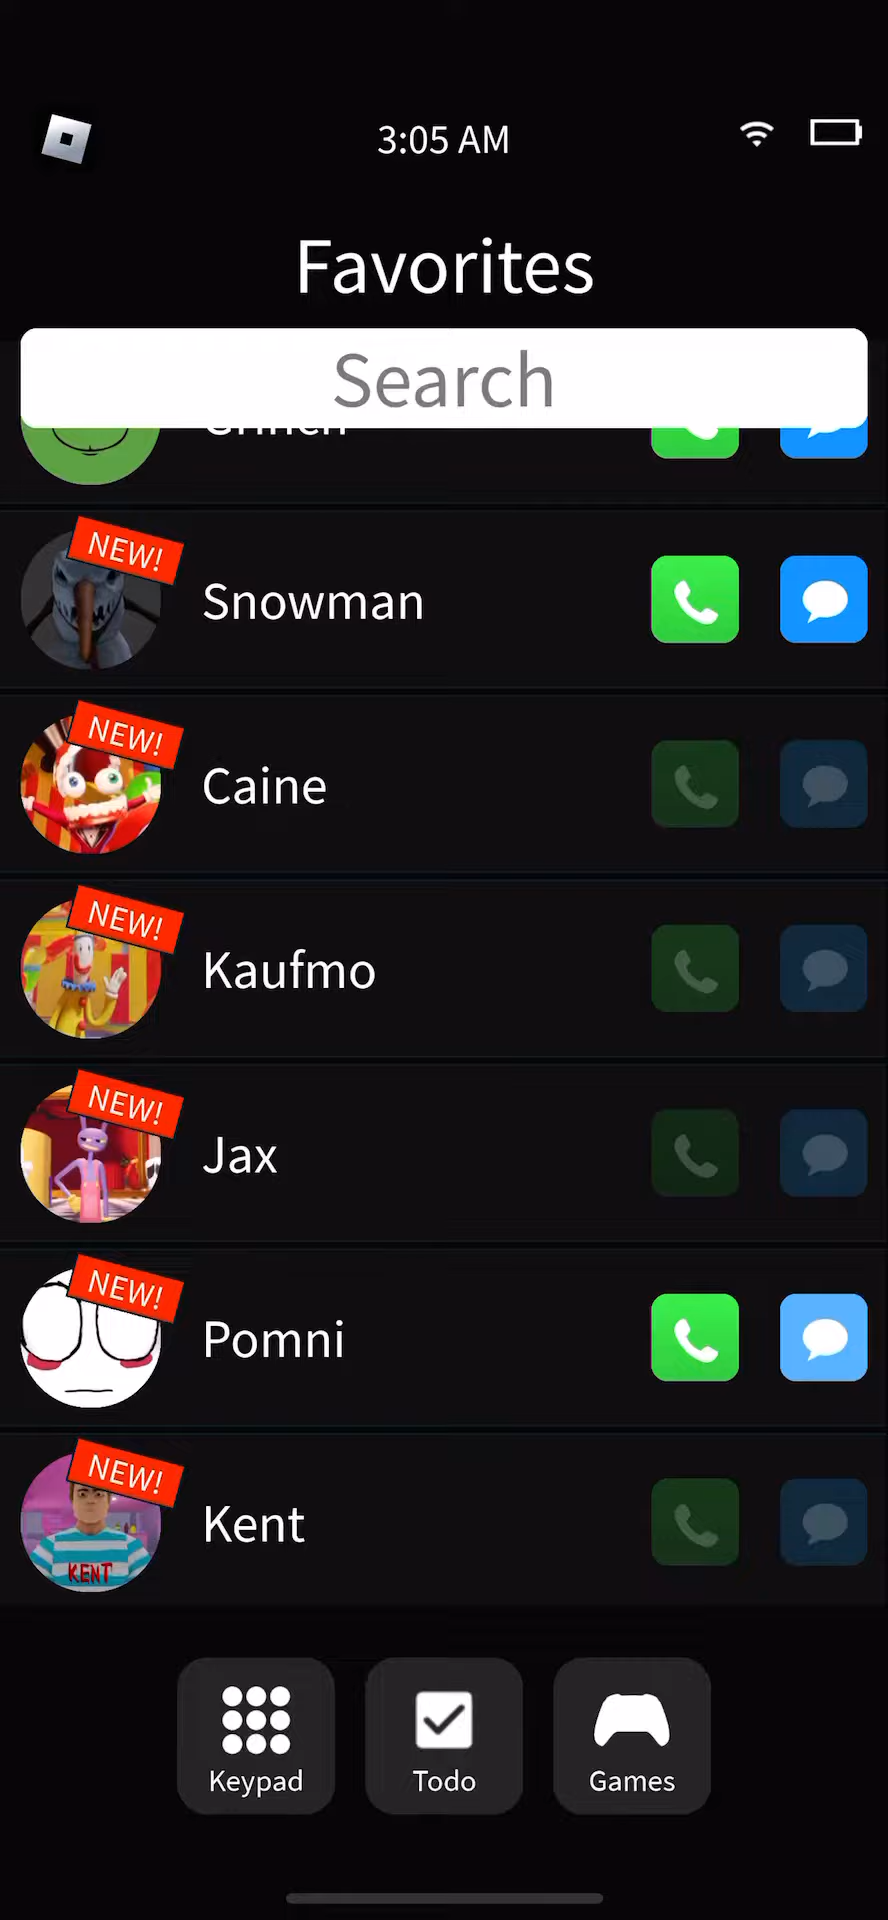 3:05 AM
Favorites
Search
NEW!
Snowman
NEW!
Caine
NEW!
Kaufmo
NEW!
Jax
NEW!
Pomni
NEW!
Kent
KENT
Keypad
Todo
Games